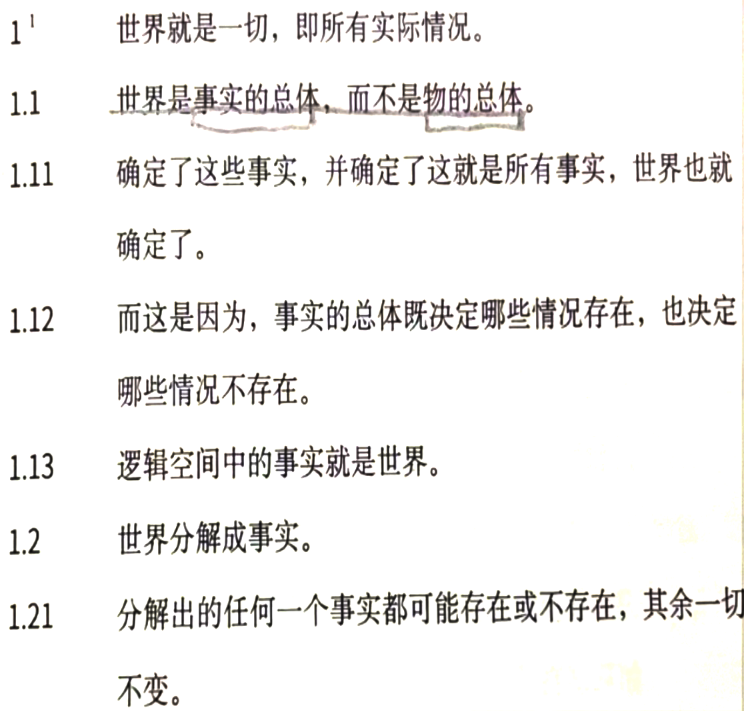 1¹ 世界就是一切，即所有实际情况。
1.1 世界是事实的总体，而不是物的总体。
1.11 确定了这些事实，并确定了这就是所有事实，世界也就
确定了。
1.12 而这是因为，事实的总体既决定哪些情况存在，也决定
哪些情况不存在。
1.13 逻辑空间中的事实就是世界。
1.2 世界分解成事实。
1.21 分解出的任何一个事实都可能存在或不存在，其余一切
不变。